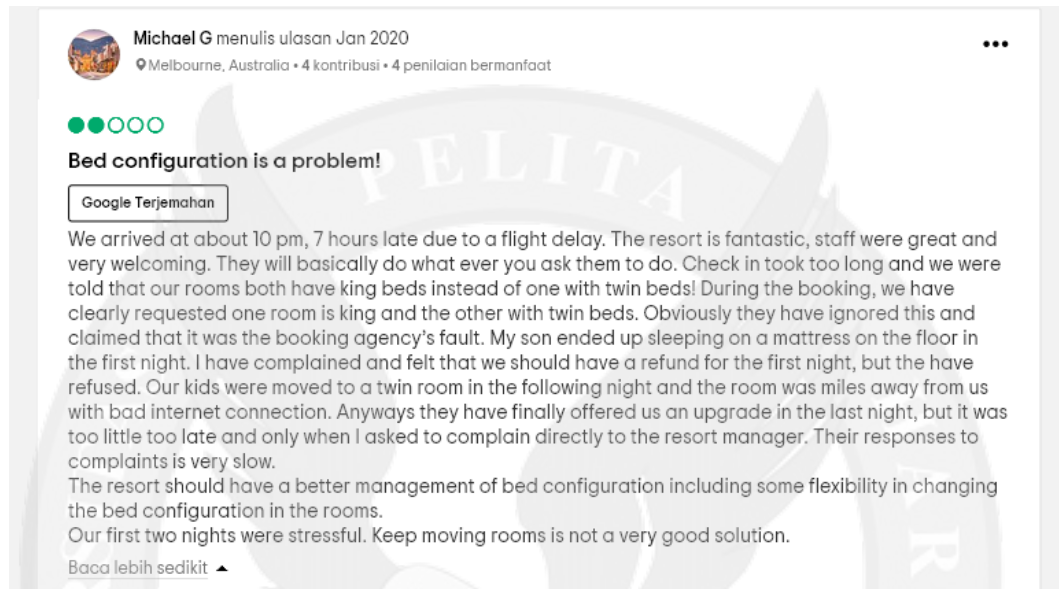 Michael G menulis ulasan Jan 2020
Melbourne, Australia • 4 kontribusi • 4 penilaian bermanfaat
Bed configuration is a problem!
Google Terjemahan
We arrived at about 10 pm, 7 hours late due to a flight delay. The resort is fantastic, staff were great and
very welcoming. They will basically do what ever you ask them to do. Check in took too long and we were
told that our rooms both have king beds instead of one with twin beds! During the booking, we have
clearly requested one room is king and the other with twin beds. Obviously they have ignored this and
claimed that it was the booking agency's fault. My son ended up sleeping on a mattress on the floor in
the first night. I have complained and felt that we should have a refund for the first night, but the have
refused. Our kids were moved to a twin room in the following night and the room was miles away from us
with bad internet connection. Anyways they have finally offered us an upgrade in the last night, but it was
too little too late and only when I asked to complain directly to the resort manager. Their responses to
complaints is very slow.
The resort should have a better management of bed configuration including some flexibility in changing
the bed configuration in the rooms.
Our first two nights were stressful. Keep moving rooms is not a very good solution.
Baca lebih sedikit
PELITA